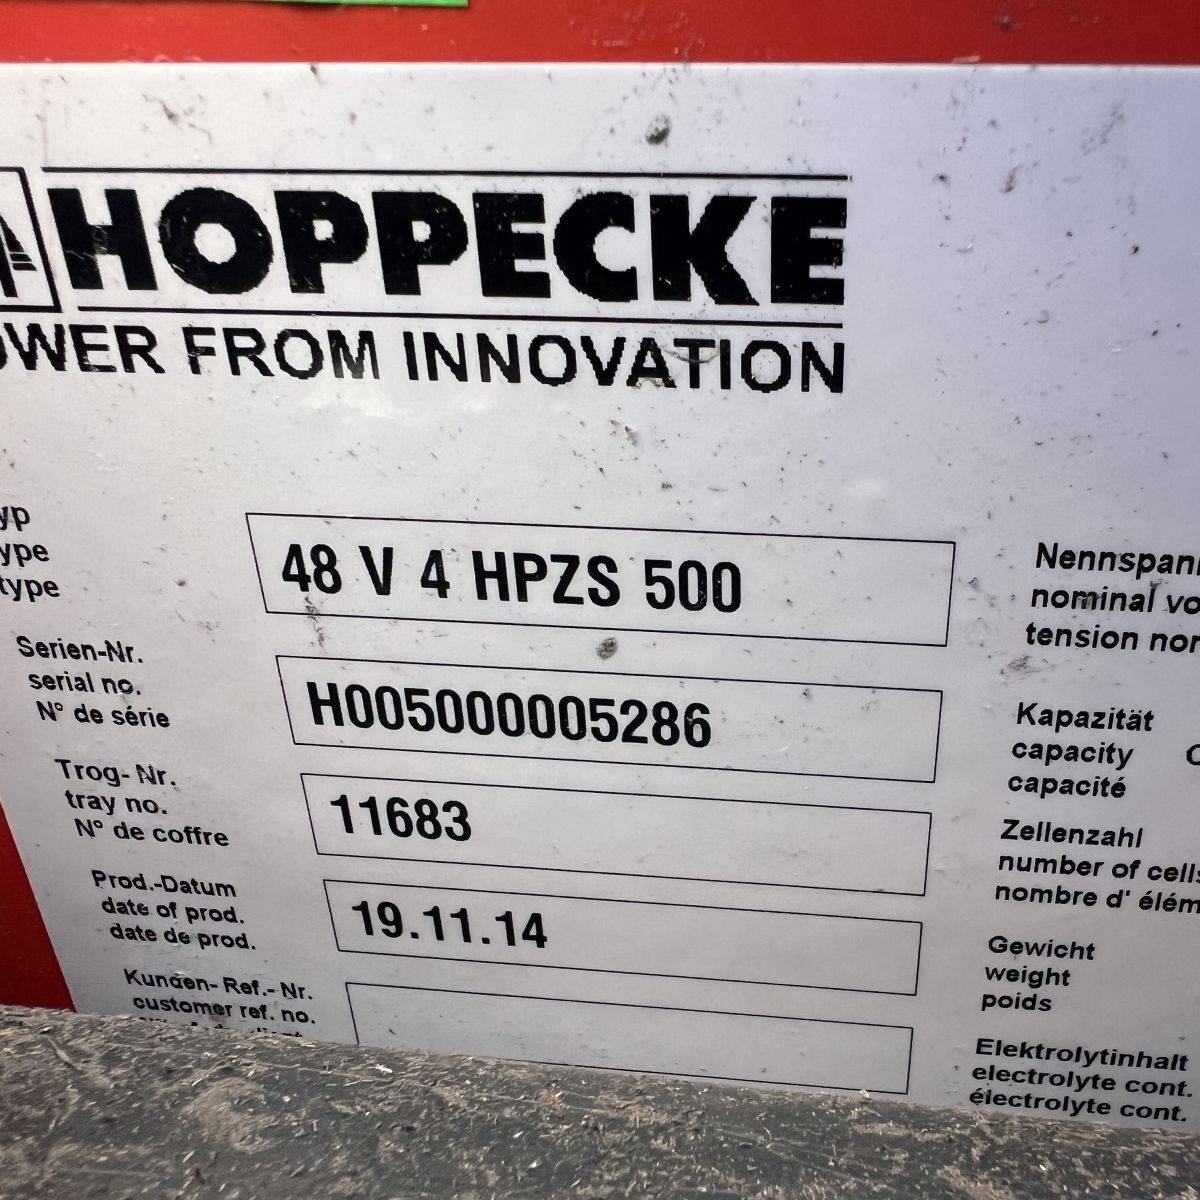 HOPPECKE
OWER FROM INNOVATION
yp
ype
type
48 V 4 HPZS 500
Serien-Nr.
serial no.
N° de série
H005000005286
Trog- Nr.
tray no.
N° de coffre
11683
Prod.-Datum
date of prod.
date de prod.
19.11.14
Kunden- Ref.- Nr.
customer ref. no.
Nennspann
nominal vo
tension nor
Kapazität
capacity C
capacité
Zellenzahl
number of cells
nombre d' élém
Gewicht
weight
poids
Elektrolytinhalt
electrolyte cont.
électrolyte cont.